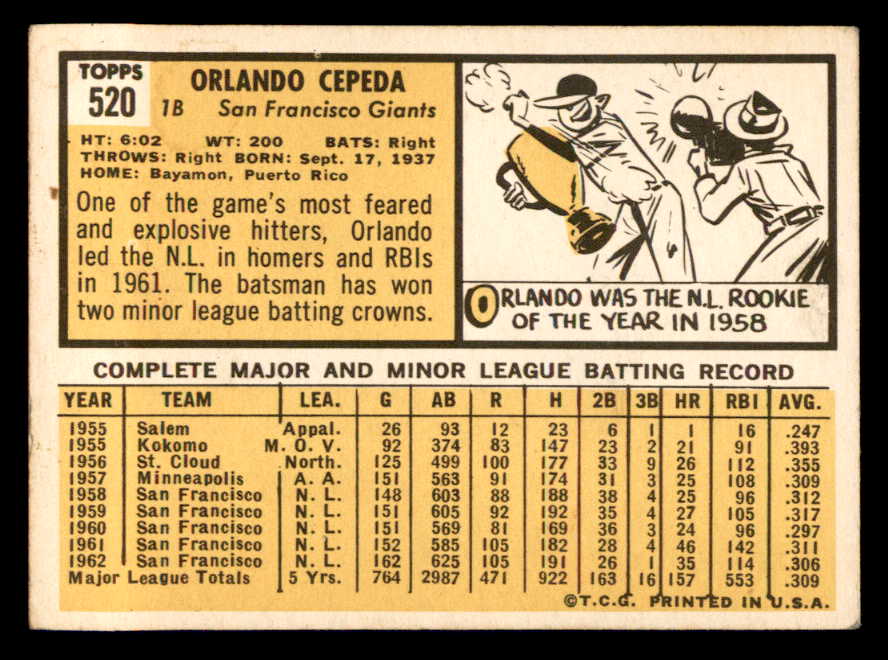 TOPPS
520
ORLANDO CEPEDA
1B San Francisco Giants
HT: 6:02 WT: 200 BATS: Right
THROWS: Right BORN: Sept. 17, 1937
HOME: Bayamon, Puerto Rico
One of the game's most feared
and explosive hitters, Orlando
led the N.L. in homers and RBIs
in 1961. The batsman has won
two minor league batting crowns.
ORLANDO WAS THE N.L. ROOKIE
OF THE YEAR IN 1958
COMPLETE MAJOR AND MINOR LEAGUE BATTING RECORD
YEAR TEAM LEA. G AB R H 2B 3B HR RBI AVG.
1955 Salem Appal. 26 93 12 23 6 1 1 16 .247
1955 Kokomo M. O. V. 92 374 83 147 23 2 21 91 .393
1956 St. Cloud North. 125 499 100 177 33 9 26 112 .355
1957 Minneapolis A. A. 151 563 91 174 31 3 25 108 .309
1958 San Francisco N. L. 148 603 88 188 38 4 25 96 .312
1959 San Francisco N. L. 151 605 92 192 35 4 27 105 .317
1960 San Francisco N. L. 151 569 81 169 36 3 24 96 .297
1961 San Francisco N. L. 152 585 105 182 28 4 46 142 .311
1962 San Francisco N. L. 162 625 105 191 26 1 35 114 .306
Major League Totals 5 Yrs. 764 2987 471 922 163 16 157 553 .309
©T.C.G. PRINTED IN U.S.A.